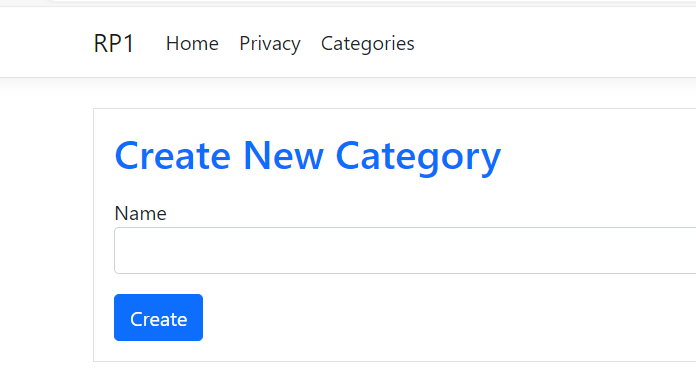 RP1 Home Privacy Categories
Create New Category
Name
Create